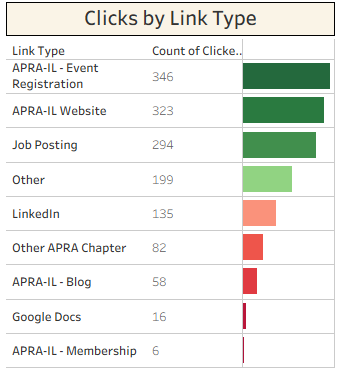 Clicks by Link Type
Link Type Count of Clicke..
APRA-IL - Event
Registration 346
APRA-IL Website 323
Job Posting 294
Other 199
LinkedIn 135
Other APRA Chapter 82
APRA-IL - Blog 58
Google Docs 16
APRA-IL - Membership 6